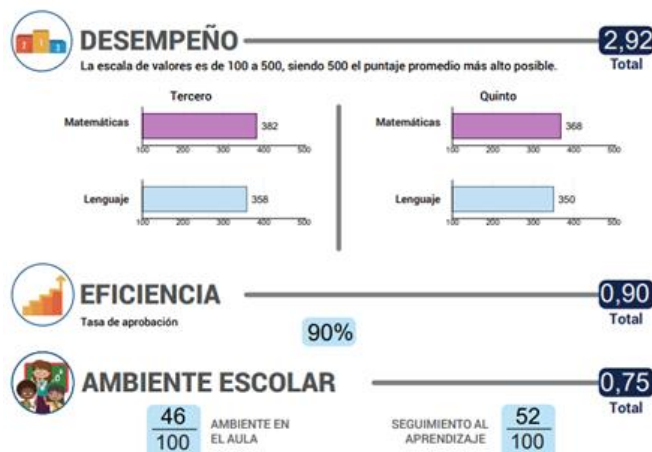 DESEMPEÑO
2,92
Total
La escala de valores es de 100 a 500, siendo 500 el puntaje promedio más alto posible.
Tercero
Matemáticas
382
100 200 300 400 500
Lenguaje
358
100 200 300 400 500
Quinto
Matemáticas
368
100 200 300 400 500
Lenguaje
350
100 200 300 400 500
EFICIENCIA
0,90
Total
Tasa de aprobación
90%
AMBIENTE ESCOLAR
0,75
Total
46
100
AMBIENTE EN
EL AULA
SEGUIMIENTO AL
APRENDIZAJE
52
100